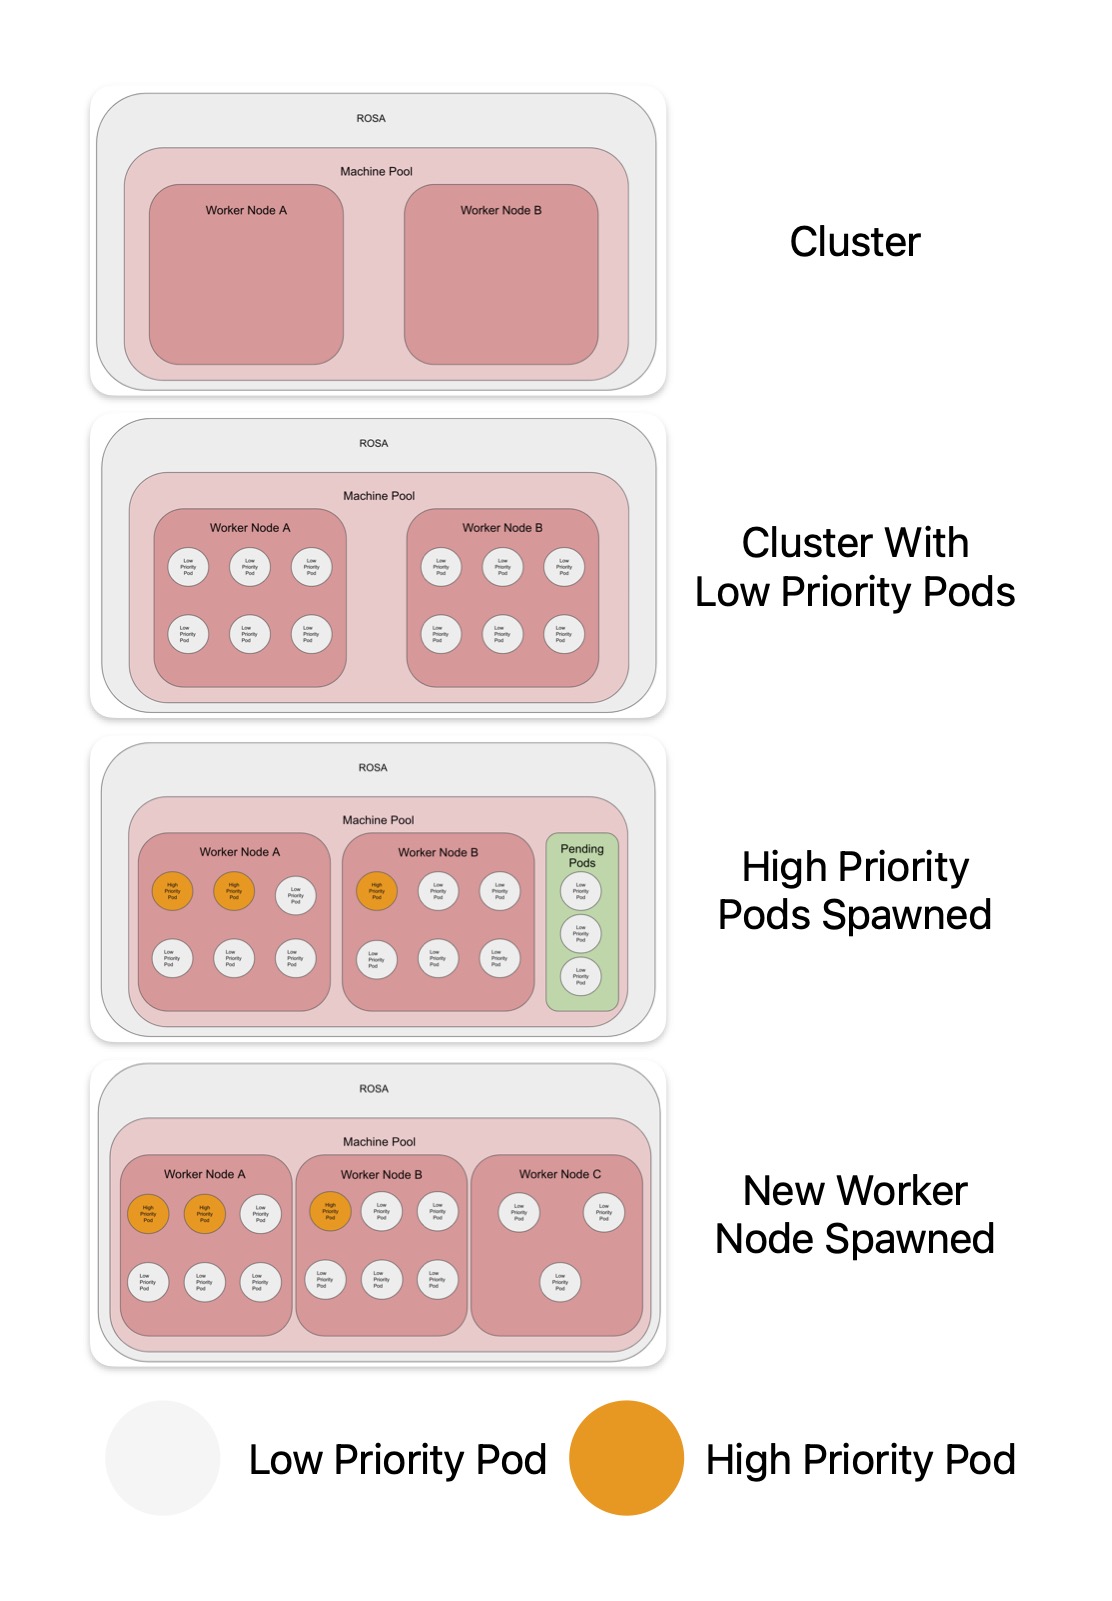 ROSA
Machine Pool
Worker Node A
Worker Node B
Cluster
ROSA
Machine Pool
Worker Node A
Worker Node B
Low
Priority
Pod
Low
Priority
Pod
Low
Priority
Pod
Low
Priority
Pod
Low
Priority
Pod
Low
Priority
Pod
Low
Priority
Pod
Low
Priority
Pod
Low
Priority
Pod
Low
Priority
Pod
Low
Priority
Pod
Low
Priority
Pod
Cluster With
Low Priority Pods
ROSA
Machine Pool
Worker Node A
High
Priority
Pod
High
Priority
Pod
Low
Priority
Pod
Low
Priority
Pod
Low
Priority
Pod
Low
Priority
Pod
Worker Node B
High
Priority
Pod
Low
Priority
Pod
Low
Priority
Pod
Low
Priority
Pod
Low
Priority
Pod
Low
Priority
Pod
Pending
Pods
Low
Priority
Pod
Low
Priority
Pod
Low
Priority
Pod
High Priority
Pods Spawned
ROSA
Machine Pool
Worker Node A
High
Priority
Pod
High
Priority
Pod
Low
Priority
Pod
Low
Priority
Pod
Low
Priority
Pod
Low
Priority
Pod
Worker Node B
High
Priority
Pod
Low
Priority
Pod
Low
Priority
Pod
Low
Priority
Pod
Low
Priority
Pod
Low
Priority
Pod
Worker Node C
Low
Priority
Pod
Low
Priority
Pod
Low
Priority
Pod
New Worker
Node Spawned
Low Priority Pod
High Priority Pod